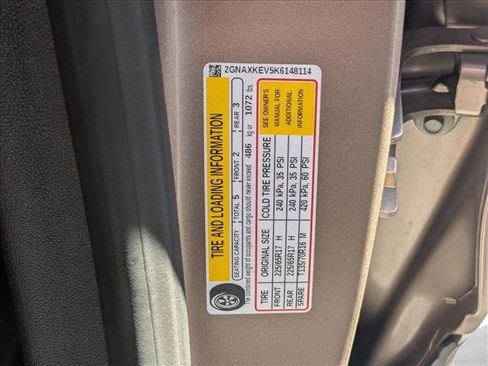 2GNAXKEV5K6148114
TIRE AND LOADING INFORMATION
SEATING CAPACITY TOTAL 5 FRONT 2 REAR 3
The combined weight of occupants and cargo should never exceed 486 kg or 1072 lbs.
TIRE ORIGINAL SIZE COLD TIRE PRESSURE
FRONT 225/65R17 H 240 kPa, 35 PSI
REAR 225/65R17 H 240 kPa, 35 PSI
SPARE T135/70R16 M 420 kPa, 60 PSI
SEE OWNER'S
MANUAL FOR
ADDITIONAL
INFORMATION